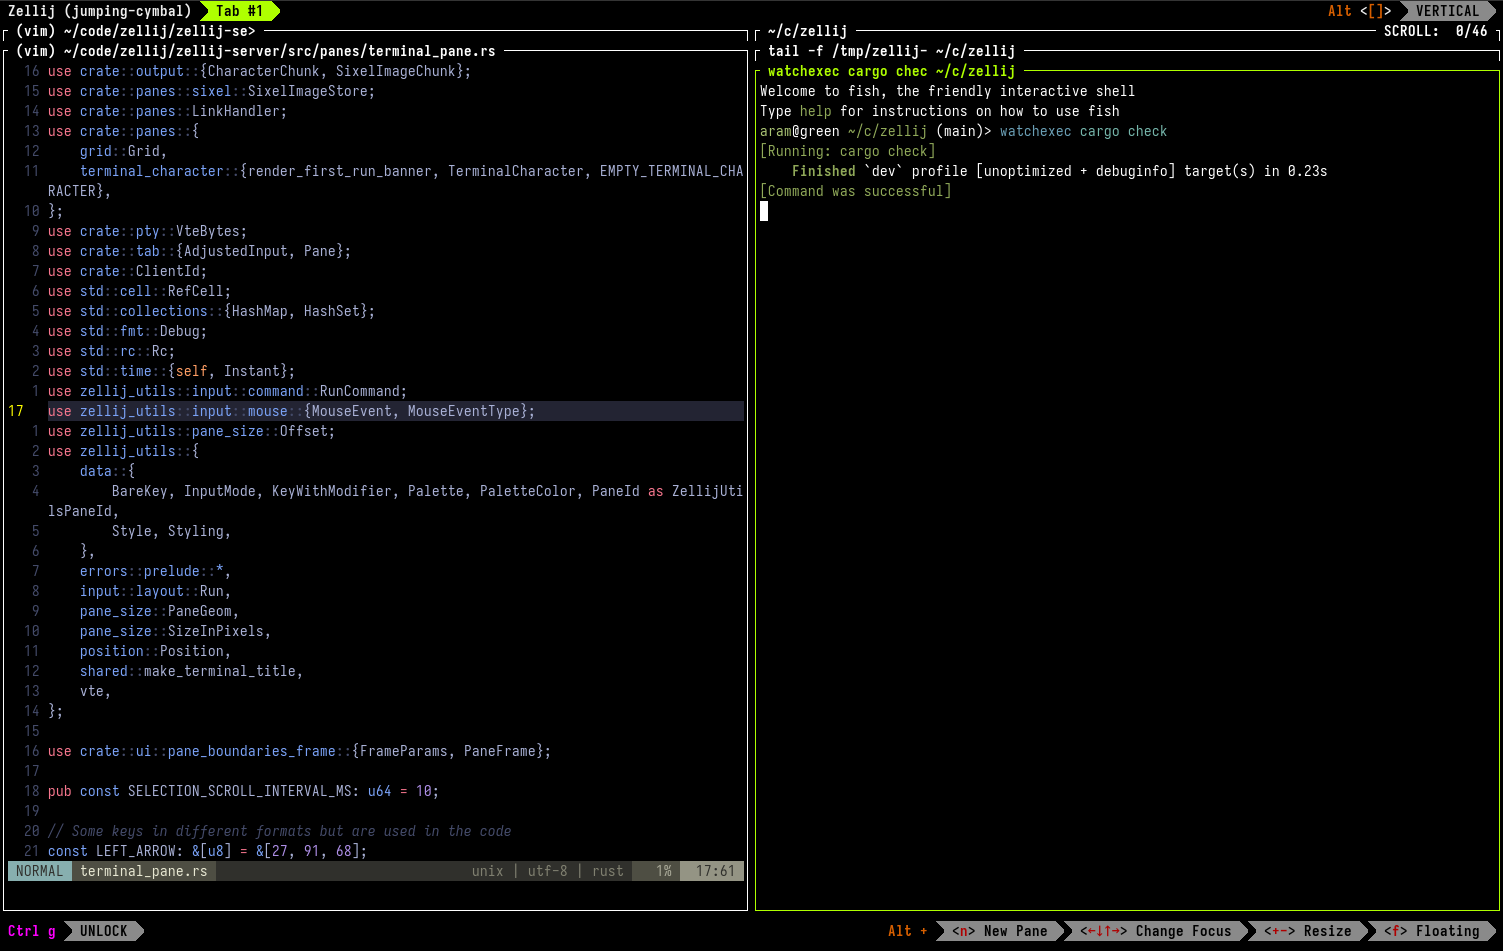 Zellij (jumping-cymbal) Tab #1 Alt <[]> VERTICAL
(vim) ~/code/zellij/zellij-se>
(vim) ~/code/zellij/zellij-server/src/panes/terminal_pane.rs
16 use crate::output::{CharacterChunk, SixelImageChunk};
15 use crate::panes::sixel::SixelImageStore;
14 use crate::panes::LinkHandler;
13 use crate::panes::{
12     grid::Grid,
11     terminal_character::{render_first_run_banner, TerminalCharacter, EMPTY_TERMINAL_CHA
RACTER},
10 };
9 use crate::pty::VteBytes;
8 use crate::tab::{AdjustedInput, Pane};
7 use crate::ClientId;
6 use std::cell::RefCell;
5 use std::collections::{HashMap, HashSet};
4 use std::fmt::Debug;
3 use std::rc::Rc;
2 use std::time::{self, Instant};
1 use zellij_utils::input::command::RunCommand;
17 use zellij_utils::input::mouse::{MouseEvent, MouseEventType};
1 use zellij_utils::pane_size::Offset;
2 use zellij_utils::{
3     data::{
4         BareKey, InputMode, KeyWithModifier, Palette, PaletteColor, PaneId as ZellijUti
lsPaneId,
5         Style, Styling,
6     },
7     errors::prelude::*,
8     input::layout::Run,
9     pane_size::PaneGeom,
10     pane_size::SizeInPixels,
11     position::Position,
12     shared::make_terminal_title,
13     vte,
14 };
15
16 use crate::ui::pane_boundaries_frame::{FrameParams, PaneFrame};
17
18 pub const SELECTION_SCROLL_INTERVAL_MS: u64 = 10;
19
20 // Some keys in different formats but are used in the code
21 const LEFT_ARROW: &[u8] = &[27, 91, 68];
NORMAL terminal_pane.rs unix | utf-8 | rust 1% 17:61
~/c/zellij SCROLL: 0/46
tail -f /tmp/zellij- ~/c/zellij
watchexec cargo chec ~/c/zellij
Welcome to fish, the friendly interactive shell
Type help for instructions on how to use fish
aram@green ~/c/zellij (main)> watchexec cargo check
[Running: cargo check]
    Finished `dev` profile [unoptimized + debuginfo] target(s) in 0.23s
[Command was successful]
Ctrl g UNLOCK Alt + <n> New Pane <←↓↑→> Change Focus <+-> Resize <f> Floating